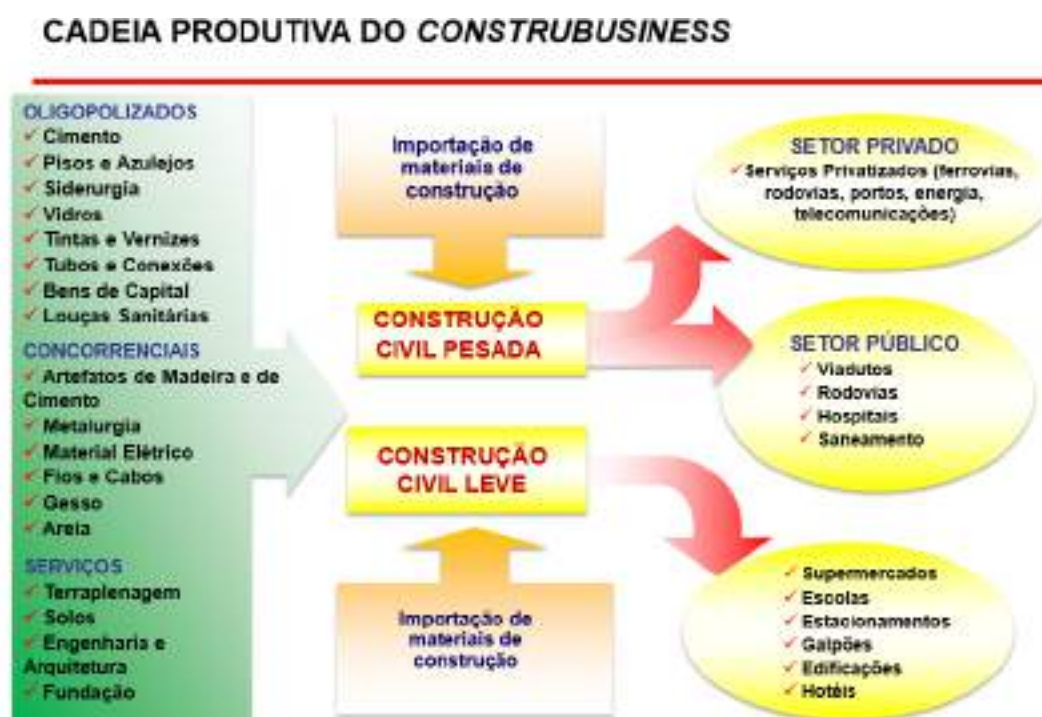 CADEIA PRODUTIVA DO CONSTRUBUSINESS
OLIGOPOLIZADOS
✓ Cimento
✓ Pisos e Azulejos
✓ Siderurgia
✓ Vidros
✓ Tintas e Vernizes
✓ Tubos e Conexões
✓ Bens de Capital
✓ Louças Sanitárias
CONCORRENCIAIS
✓ Artefatos de Madeira e de
Cimento
✓ Metalurgia
✓ Material Elétrico
✓ Fios e Cabos
✓ Gesso
✓ Areia
SERVIÇOS
✓ Terraplenagem
✓ Solos
✓ Engenharia e
Arquitetura
✓ Fundação
Importação de
materiais de
construção
CONSTRUÇÃO
CIVIL PESADA
CONSTRUÇÃO
CIVIL LEVE
Importação de
materiais de
construção
SETOR PRIVADO
✓ Serviços Privatizados (ferrovias,
rodovias, portos, energia,
telecomunicações)
SETOR PÚBLICO
✓ Viadutos
✓ Rodovias
✓ Hospitais
✓ Saneamento
✓ Supermercados
✓ Escolas
✓ Estacionamentos
✓ Galpões
✓ Edificações
✓ Hotéis